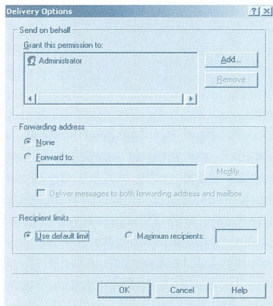 Delivery Options
Send on behalf
Grant this permission to:
Administrator
Add...
Remove
Forwarding address
None
Forward to:
Modify...
Deliver messages to both forwarding address and mailbox
Recipient limits
Use default limit
Maximum recipients:
OK
Cancel
Help